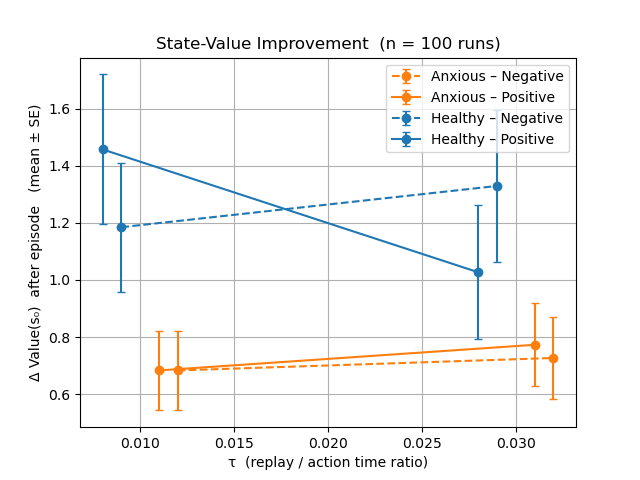 State-Value Improvement (n = 100 runs)
Δ Value(s₀) after episode (mean ± SE)
1.6
1.4
1.2
1.0
0.8
0.6
Anxious – Negative
Anxious – Positive
Healthy – Negative
Healthy – Positive
0.010 0.015 0.020 0.025 0.030
τ (replay / action time ratio)